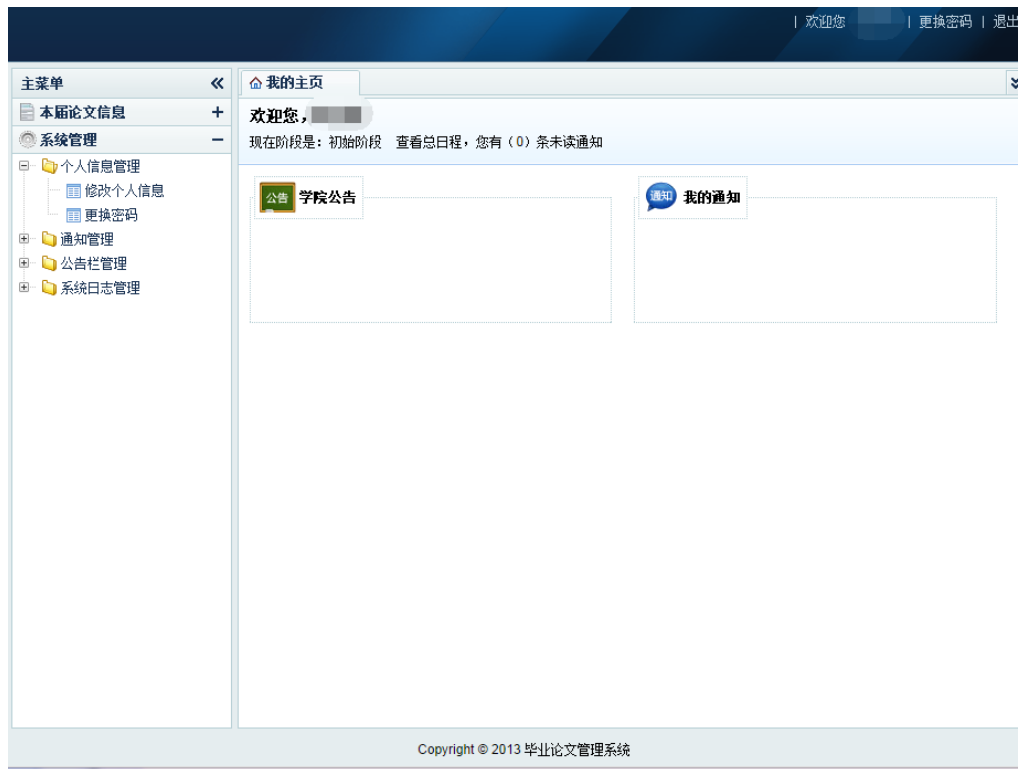 | 欢迎您 | 更换密码 | 退出
主菜单
本届论文信息
系统管理
个人信息管理
修改个人信息
更换密码
通知管理
公告栏管理
系统日志管理
我的主页
欢迎您，
现在阶段是：初始阶段 查看总日程，您有（0）条未读通知
公告 学院公告
通知 我的通知
Copyright © 2013 毕业论文管理系统